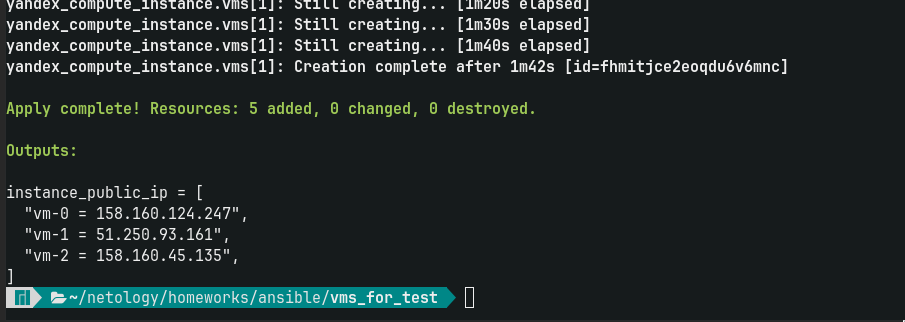 yandex_compute_instance.vms[1]: Still creating... [1m20s elapsed]
yandex_compute_instance.vms[1]: Still creating... [1m30s elapsed]
yandex_compute_instance.vms[1]: Still creating... [1m40s elapsed]
yandex_compute_instance.vms[1]: Creation complete after 1m42s [id=fhmitjce2eoqdu6v6mnc]
Apply complete! Resources: 5 added, 0 changed, 0 destroyed.
Outputs:
instance_public_ip = [
  "vm-0 = 158.160.124.247",
  "vm-1 = 51.250.93.161",
  "vm-2 = 158.160.45.135",
]
~/netology/homeworks/ansible/vms_for_test